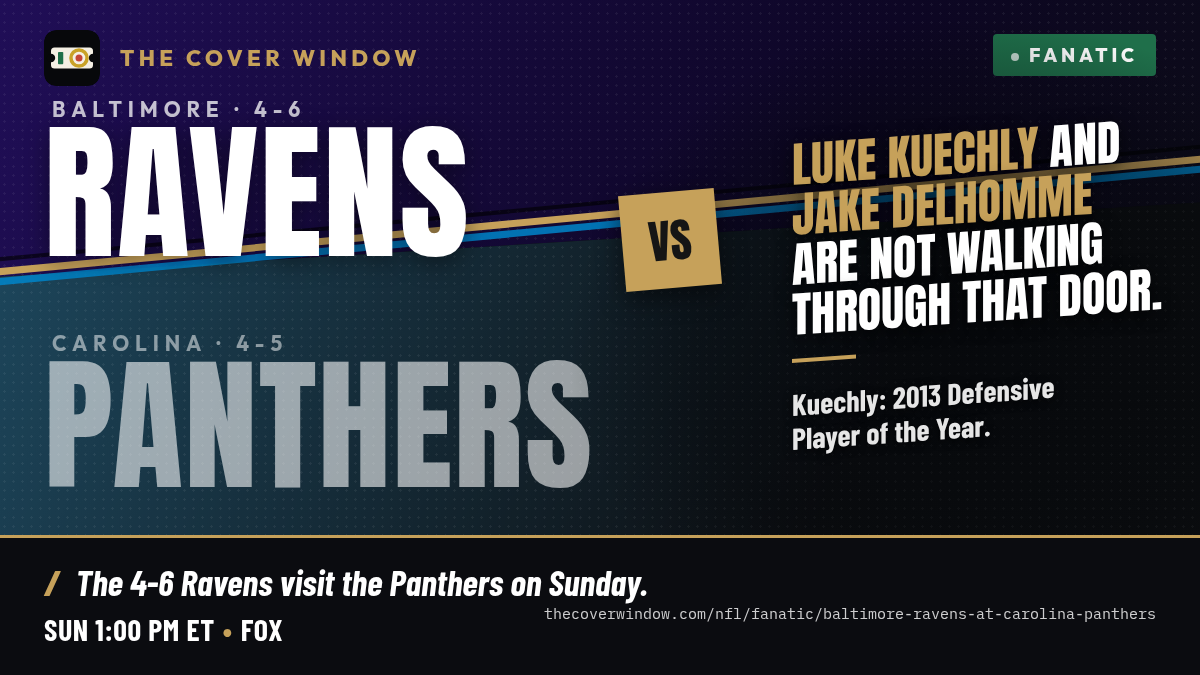 THE COVER WINDOW
FANATIC
BALTIMORE · 4-6
RAVENS
VS
CAROLINA · 4-5
PANTHERS
LUKE KUECHLY AND
JAKE DELHOMME
ARE NOT WALKING
THROUGH THAT DOOR.
Kuechly: 2013 Defensive
Player of the Year.
/ The 4-6 Ravens visit the Panthers on Sunday.
SUN 1:00 PM ET • FOX
thecoverwindow.com/nfl/fanatic/baltimore-ravens-at-carolina-panthers